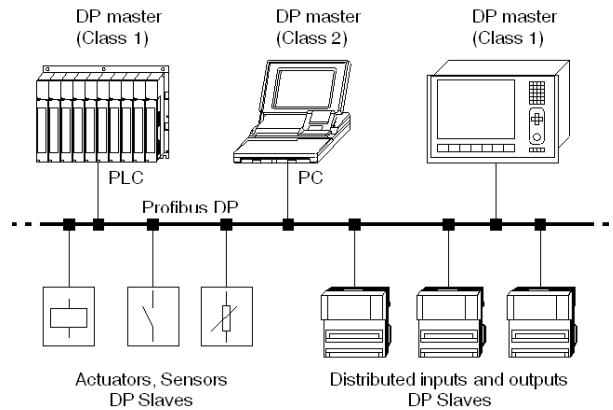 DP master
(Class 1)
DP master
(Class 2)
DP master
(Class 1)
PLC
PC
Profibus DP
Actuators, Sensors
DP Slaves
Distributed inputs and outputs
DP Slaves